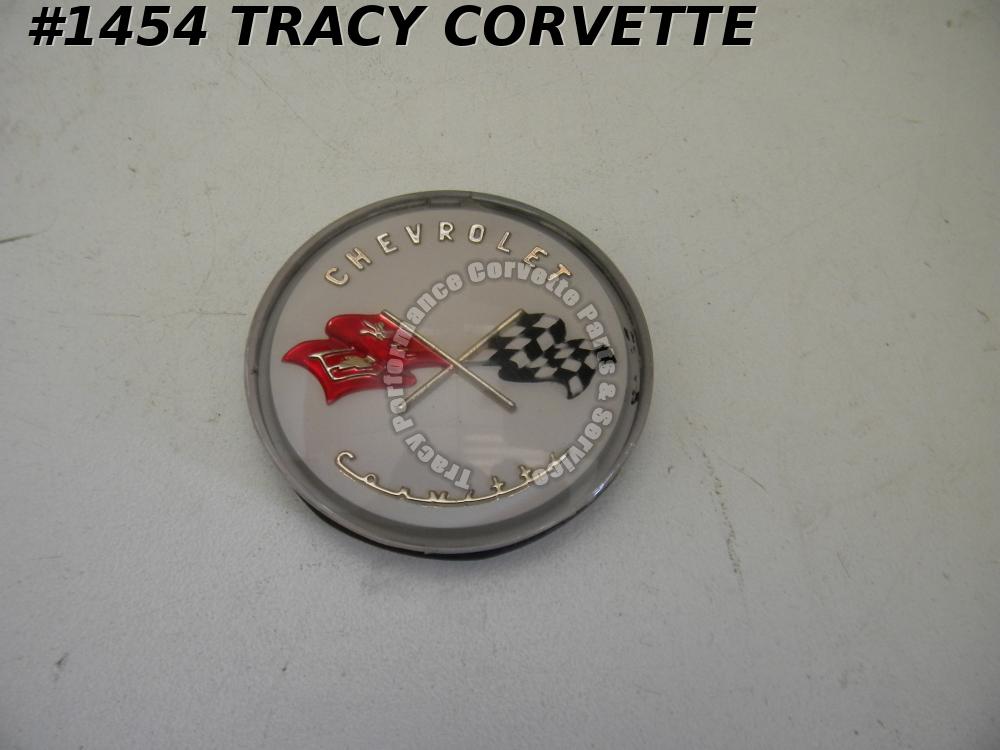 #1454 TRACY CORVETTE
CHEVROLET
Tracy Performance Corvette Parts & Service
Corvette